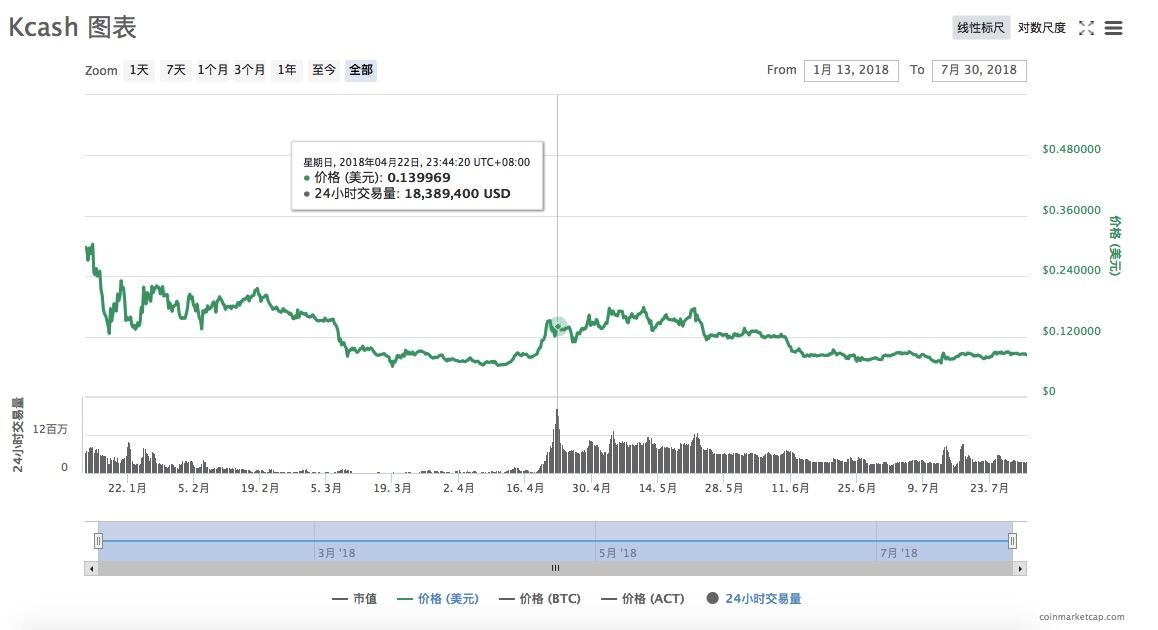 Kcash 图表
线性标尺 对数尺度
Zoom 1天 7天 1个月 3个月 1年 至今 全部 From 1月 13, 2018 To 7月 30, 2018
星期日, 2018年04月22日, 23:44:20 UTC+08:00
价格 (美元): 0.139969
24小时交易量: 18,389,400 USD
$0.480000
$0.360000
$0.240000
$0.120000
$0
价格 (美元)
24小时交易量
12百万
0
22. 1月 5. 2月 19. 2月 5. 3月 19. 3月 2. 4月 16. 4月 30. 4月 14. 5月 28. 5月 11. 6月 25. 6月 9. 7月 23. 7月
3月 '18 5月 '18 7月 '18
市值 价格 (美元) 价格 (BTC) 价格 (ACT) 24小时交易量
coinmarketcap.com